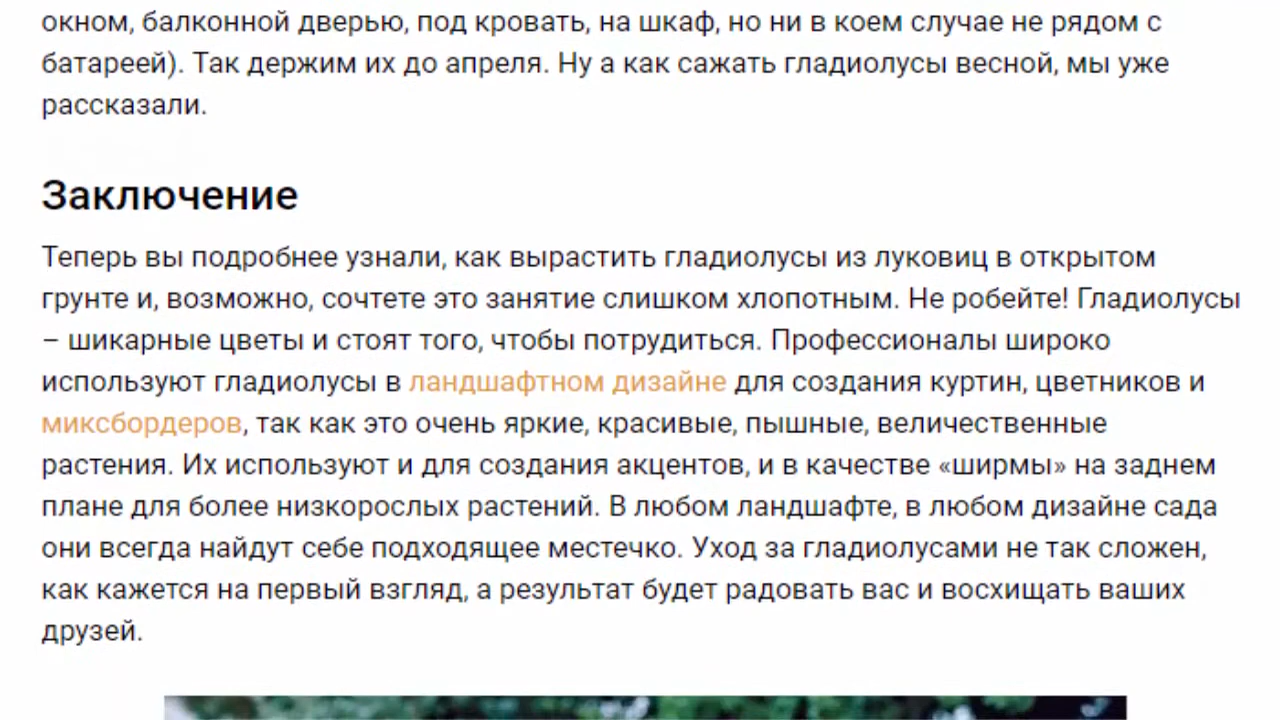 окном, балконной дверью, под кровать, на шкаф, но ни в коем случае не рядом с
батареей). Так держим их до апреля. Ну а как сажать гладиолусы весной, мы уже
рассказали.
Заключение
Теперь вы подробнее узнали, как вырастить гладиолусы из луковиц в открытом
грунте и, возможно, сочтете это занятие слишком хлопотным. Не робейте! Гладиолусы
– шикарные цветы и стоят того, чтобы потрудиться. Профессионалы широко
используют гладиолусы в ландшафтном дизайне для создания куртин, цветников и
миксбордеров, так как это очень яркие, красивые, пышные, величественные
растения. Их используют и для создания акцентов, и в качестве «ширмы» на заднем
плане для более низкорослых растений. В любом ландшафте, в любом дизайне сада
они всегда найдут себе подходящее местечко. Уход за гладиолусами не так сложен,
как кажется на первый взгляд, а результат будет радовать вас и восхищать ваших
друзей.